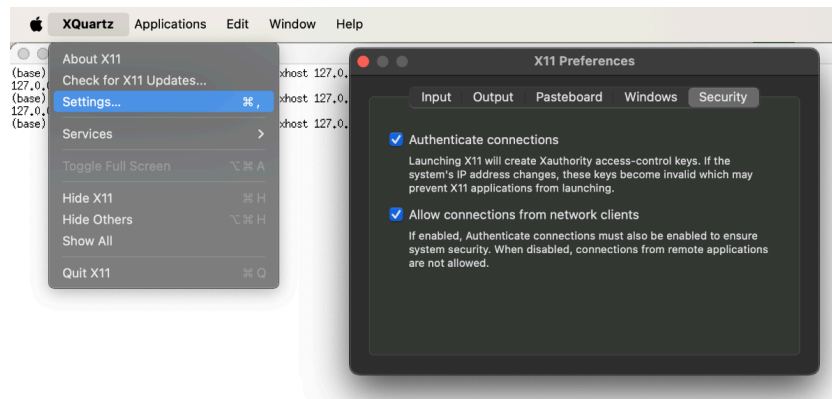 XQuartz Applications Edit Window Help
About X11
Check for X11 Updates...
Settings... ⌘ ,
Services >
Toggle Full Screen ⌥ ⌘ A
Hide X11 ⌘ H
Hide Others ⌥ ⌘ H
Show All
Quit X11 ⌘ Q
(base) xhost 127.0.
127.0.
(base) xhost 127.0.
127.0.
(base) xhost 127.0.
X11 Preferences
Input Output Pasteboard Windows Security
Authenticate connections
Launching X11 will create Xauthority access-control keys. If the
system's IP address changes, these keys become invalid which may
prevent X11 applications from launching.
Allow connections from network clients
If enabled, Authenticate connections must also be enabled to ensure
system security. When disabled, connections from remote applications
are not allowed.